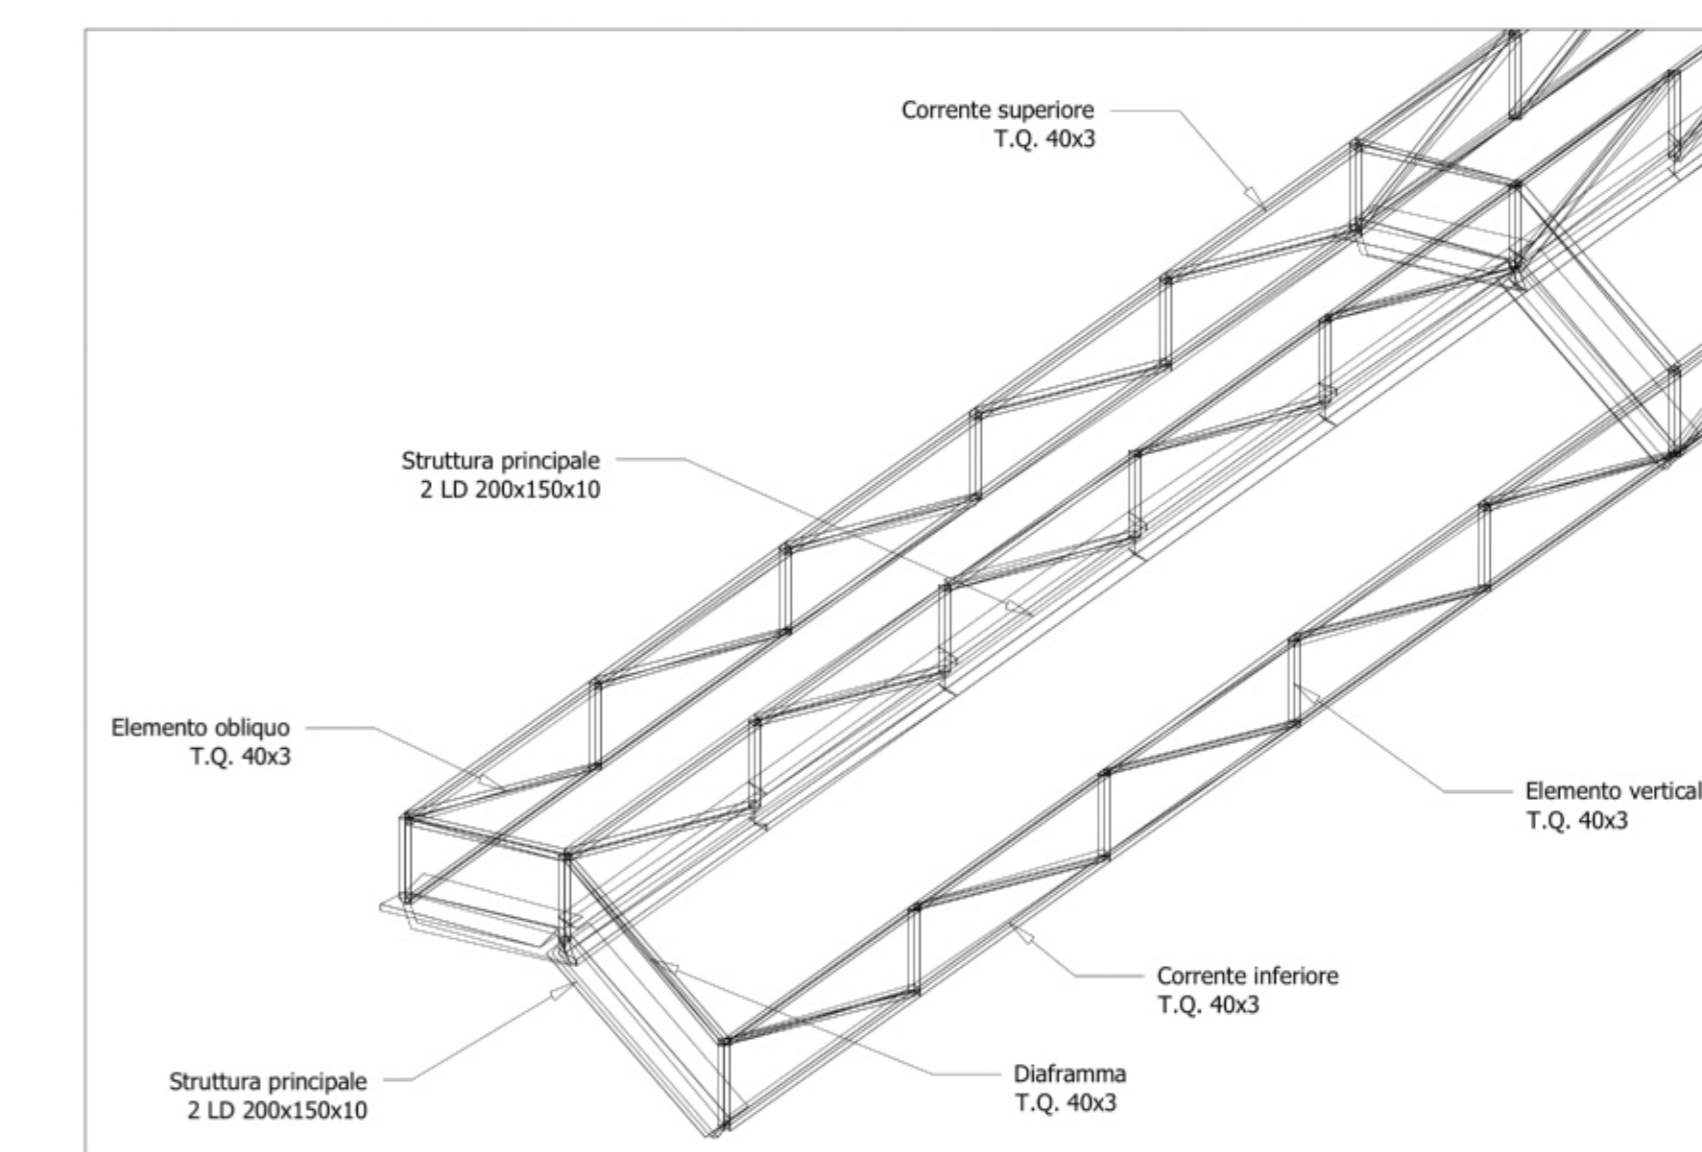 Corrente superiore
T.Q. 40x3
Struttura principale
2 LD 200x150x10
Elemento obliquo
T.Q. 40x3
Elemento vertical
T.Q. 40x3
Corrente inferiore
T.Q. 40x3
Diaframma
T.Q. 40x3
Struttura principale
2 LD 200x150x10